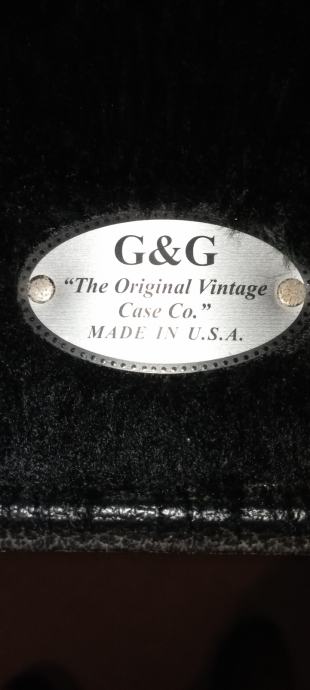 G&G
"The Original Vintage
Case Co."
MADE IN U.S.A.